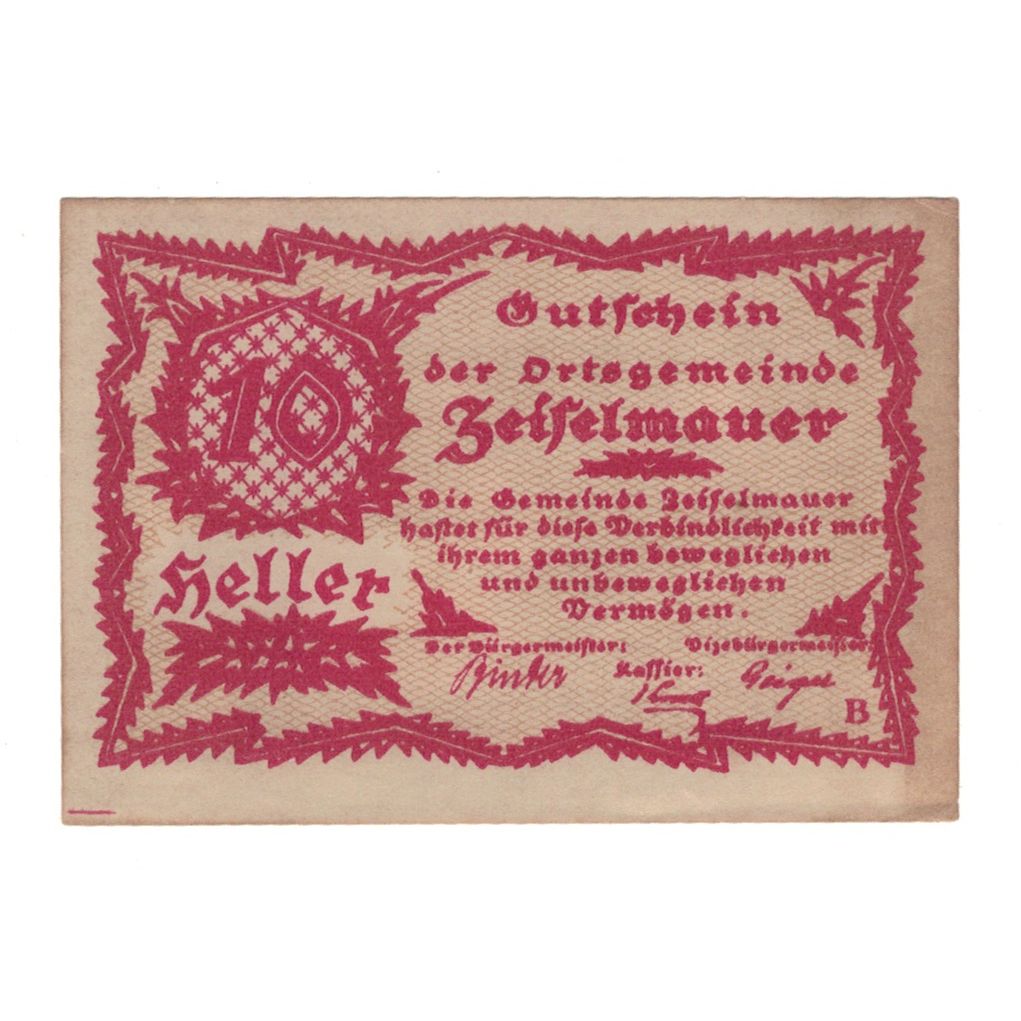 10
Heller
Gutschein
der Ortsgemeinde
Zeiselmauer
Die Gemeinde Zeiselmauer
haftet für diese Verbindlichkeit mit
ihrem ganzen beweglichen
und unbeweglichen
Vermögen.
Der Bürgermeister: Vizebürgermeister:
Kassier:
Binder
B